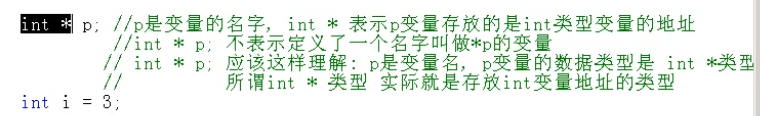 int * p; //p是变量的名字, int * 表示p变量存放的是int类型变量的地址
//int * p; 不表示定义了一个名字叫做*p的变量
// int * p; 应该这样理解: p是变量名, p变量的数据类型是 int *类型
// 所谓int * 类型 实际就是存放int变量地址的类型
int i = 3;